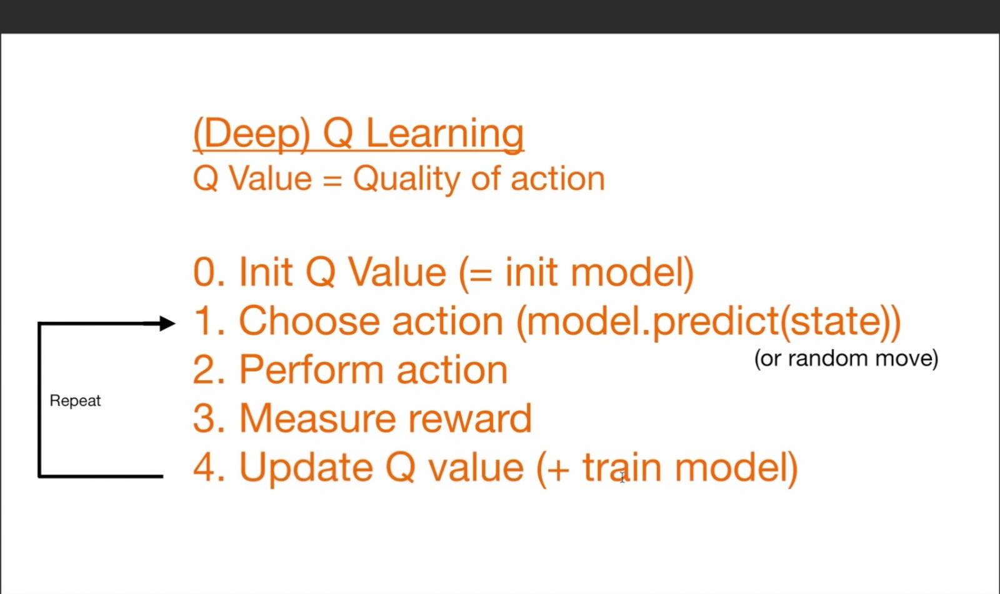 (Deep) Q Learning
Q Value = Quality of action
0. Init Q Value (= init model)
1. Choose action (model.predict(state))
(or random move)
2. Perform action
Repeat
3. Measure reward
4. Update Q value (+ train model)